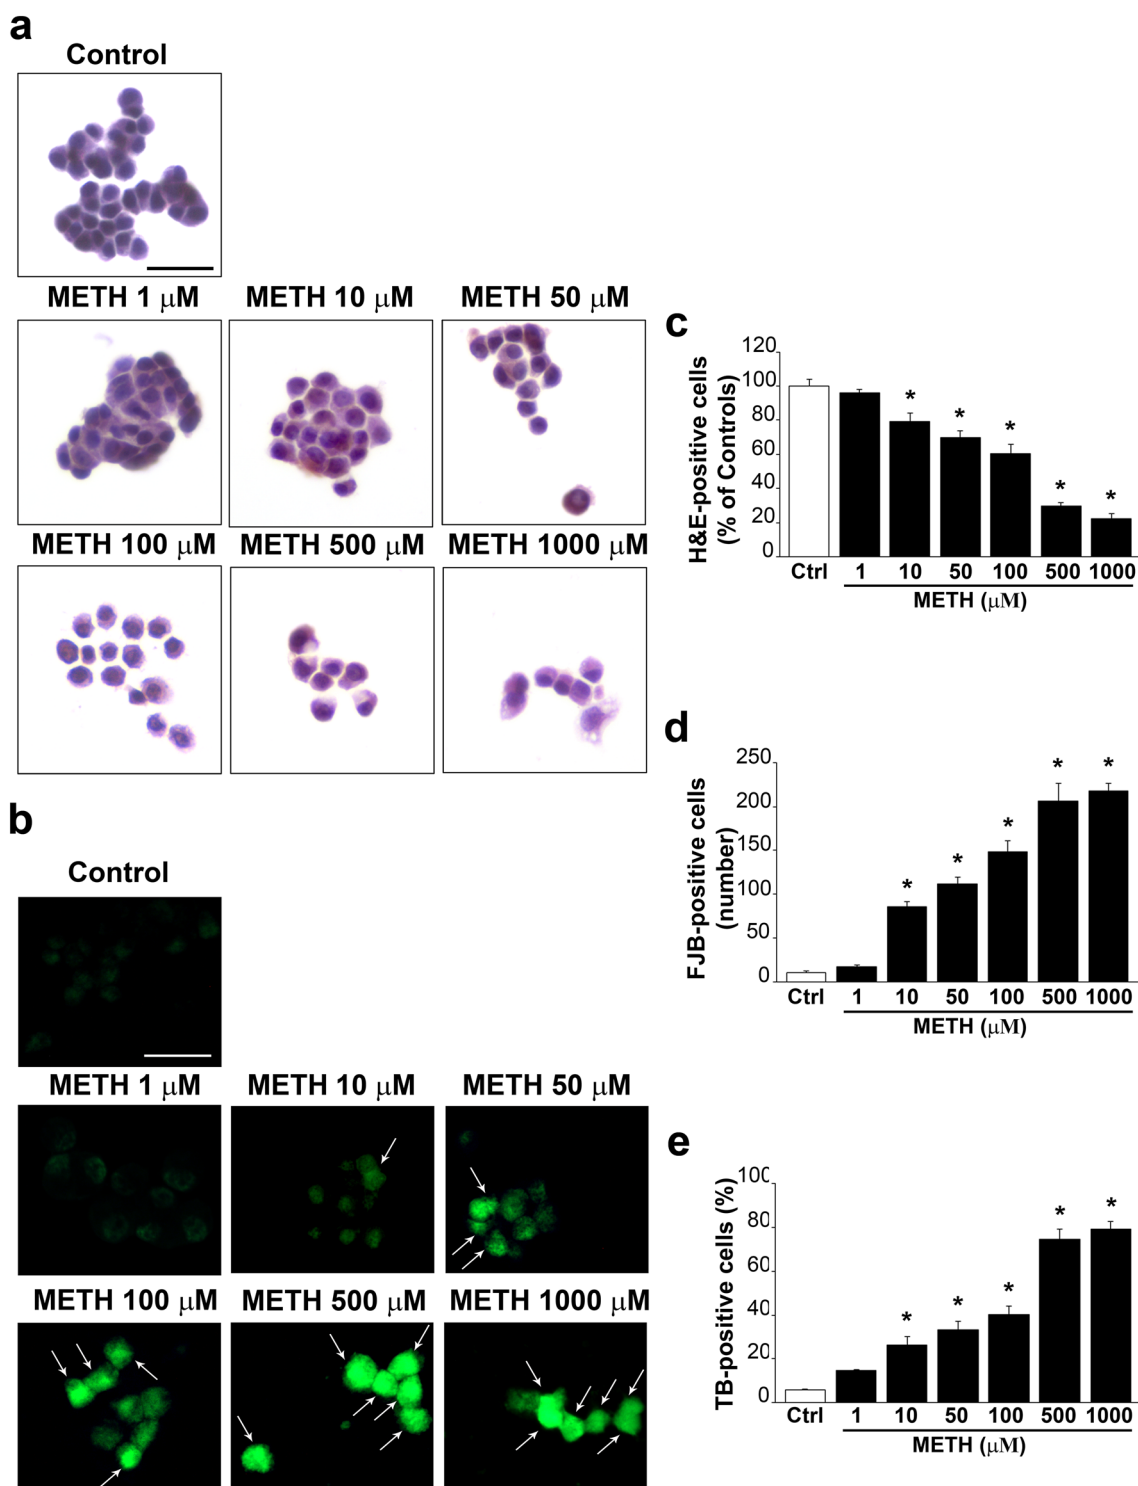 a
Control
METH 1 μM METH 10 μM METH 50 μM
METH 100 μM METH 500 μM METH 1000 μM
b
Control
METH 1 μM METH 10 μM METH 50 μM
METH 100 μM METH 500 μM METH 1000 μM
c
H&E-positive cells
(% of Controls)
120
100
80
60
40
20
0
* * * * *
Ctrl 1 10 50 100 500 1000
METH (μM)
d
FJB-positive cells
(number)
250
200
150
100
50
0
* * * * *
Ctrl 1 10 50 100 500 1000
METH (μM)
e
TB-positive cells (%)
100
80
60
40
20
0
* * * * *
Ctrl 1 10 50 100 500 1000
METH (μM)